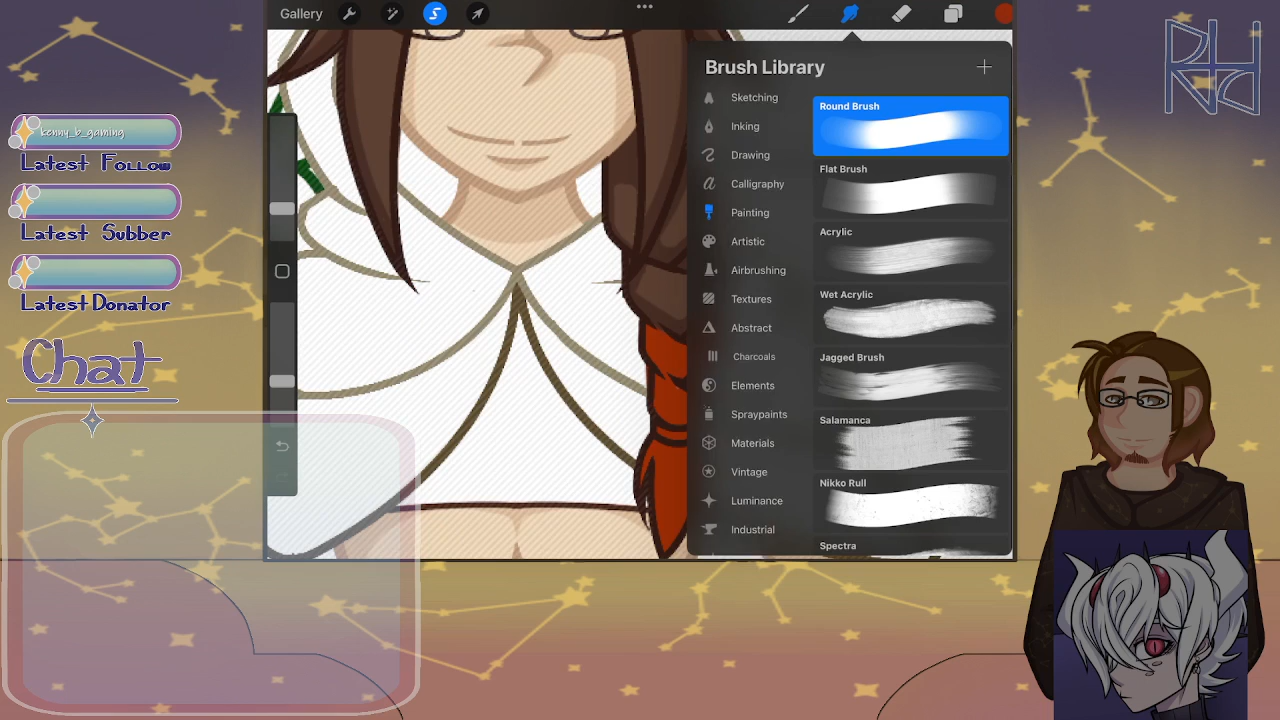 Gallery
Brush Library
Sketching
Inking
Drawing
Calligraphy
Painting
Artistic
Airbrushing
Textures
Abstract
Charcoals
Elements
Spraypaints
Materials
Vintage
Luminance
Industrial
Round Brush
Flat Brush
Acrylic
Wet Acrylic
Jagged Brush
Salamanca
Nikko Rull
Spectra
kenny_b_gaming
Latest Follow
Latest Subber
Latest Donator
Chat